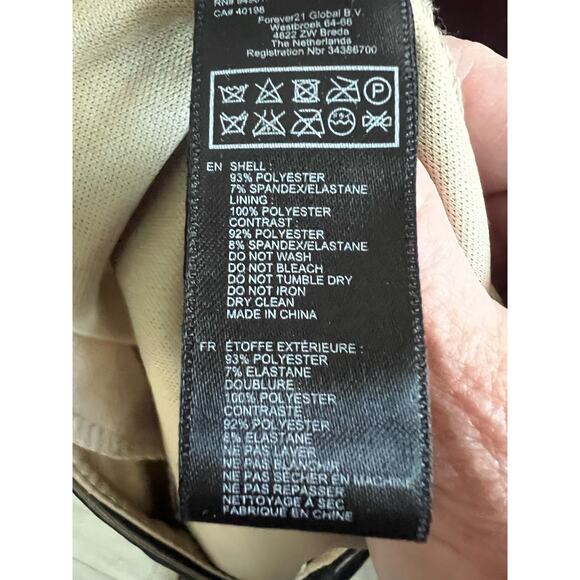 CA# 40198
Forever21 Global B.V.
Westbroek 64-66
4822 ZW Breda
The Netherlands
Registration Nbr 34386700
P
EN SHELL:
93% POLYESTER
7% SPANDEX/ELASTANE
LINING:
100% POLYESTER
CONTRAST:
92% POLYESTER
8% SPANDEX/ELASTANE
DO NOT WASH
DO NOT BLEACH
DO NOT TUMBLE DRY
DO NOT IRON
DRY CLEAN
MADE IN CHINA
FR ÉTOFFE EXTÉRIEURE :
93% POLYESTER
7% ELASTANE
DOUBLURE :
100% POLYESTER
CONTRASTE
92% POLYESTER
8% ELASTANE
NE PAS LAVER
NE PAS BLANCHIR
NE PAS SÉCHER EN MACHINE
NE PAS REPASSER
NETTOYAGE À SEC
FABRIQUÉ EN CHINE